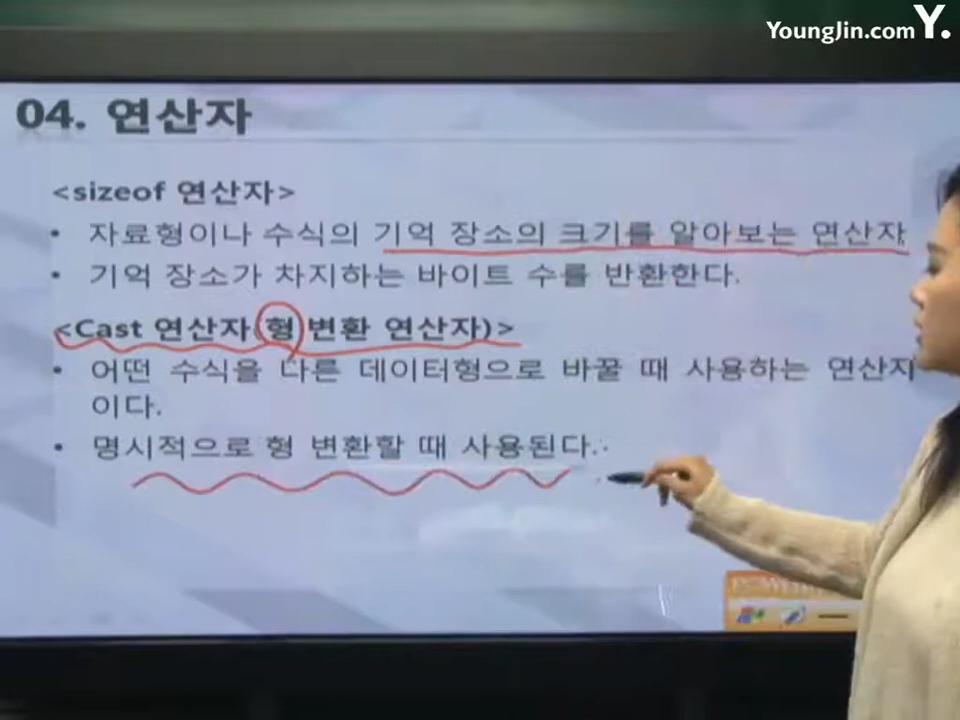 YoungJin.com Y.
04. 연산자
<sizeof 연산자>
• 자료형이나 수식의 기억 장소의 크기를 알아보는 연산자
• 기억 장소가 차지하는 바이트 수를 반환한다.
<Cast 연산자(형 변환 연산자)>
• 어떤 수식을 다른 데이터형으로 바꿀 때 사용하는 연산자
이다.
• 명시적으로 형 변환할 때 사용된다.